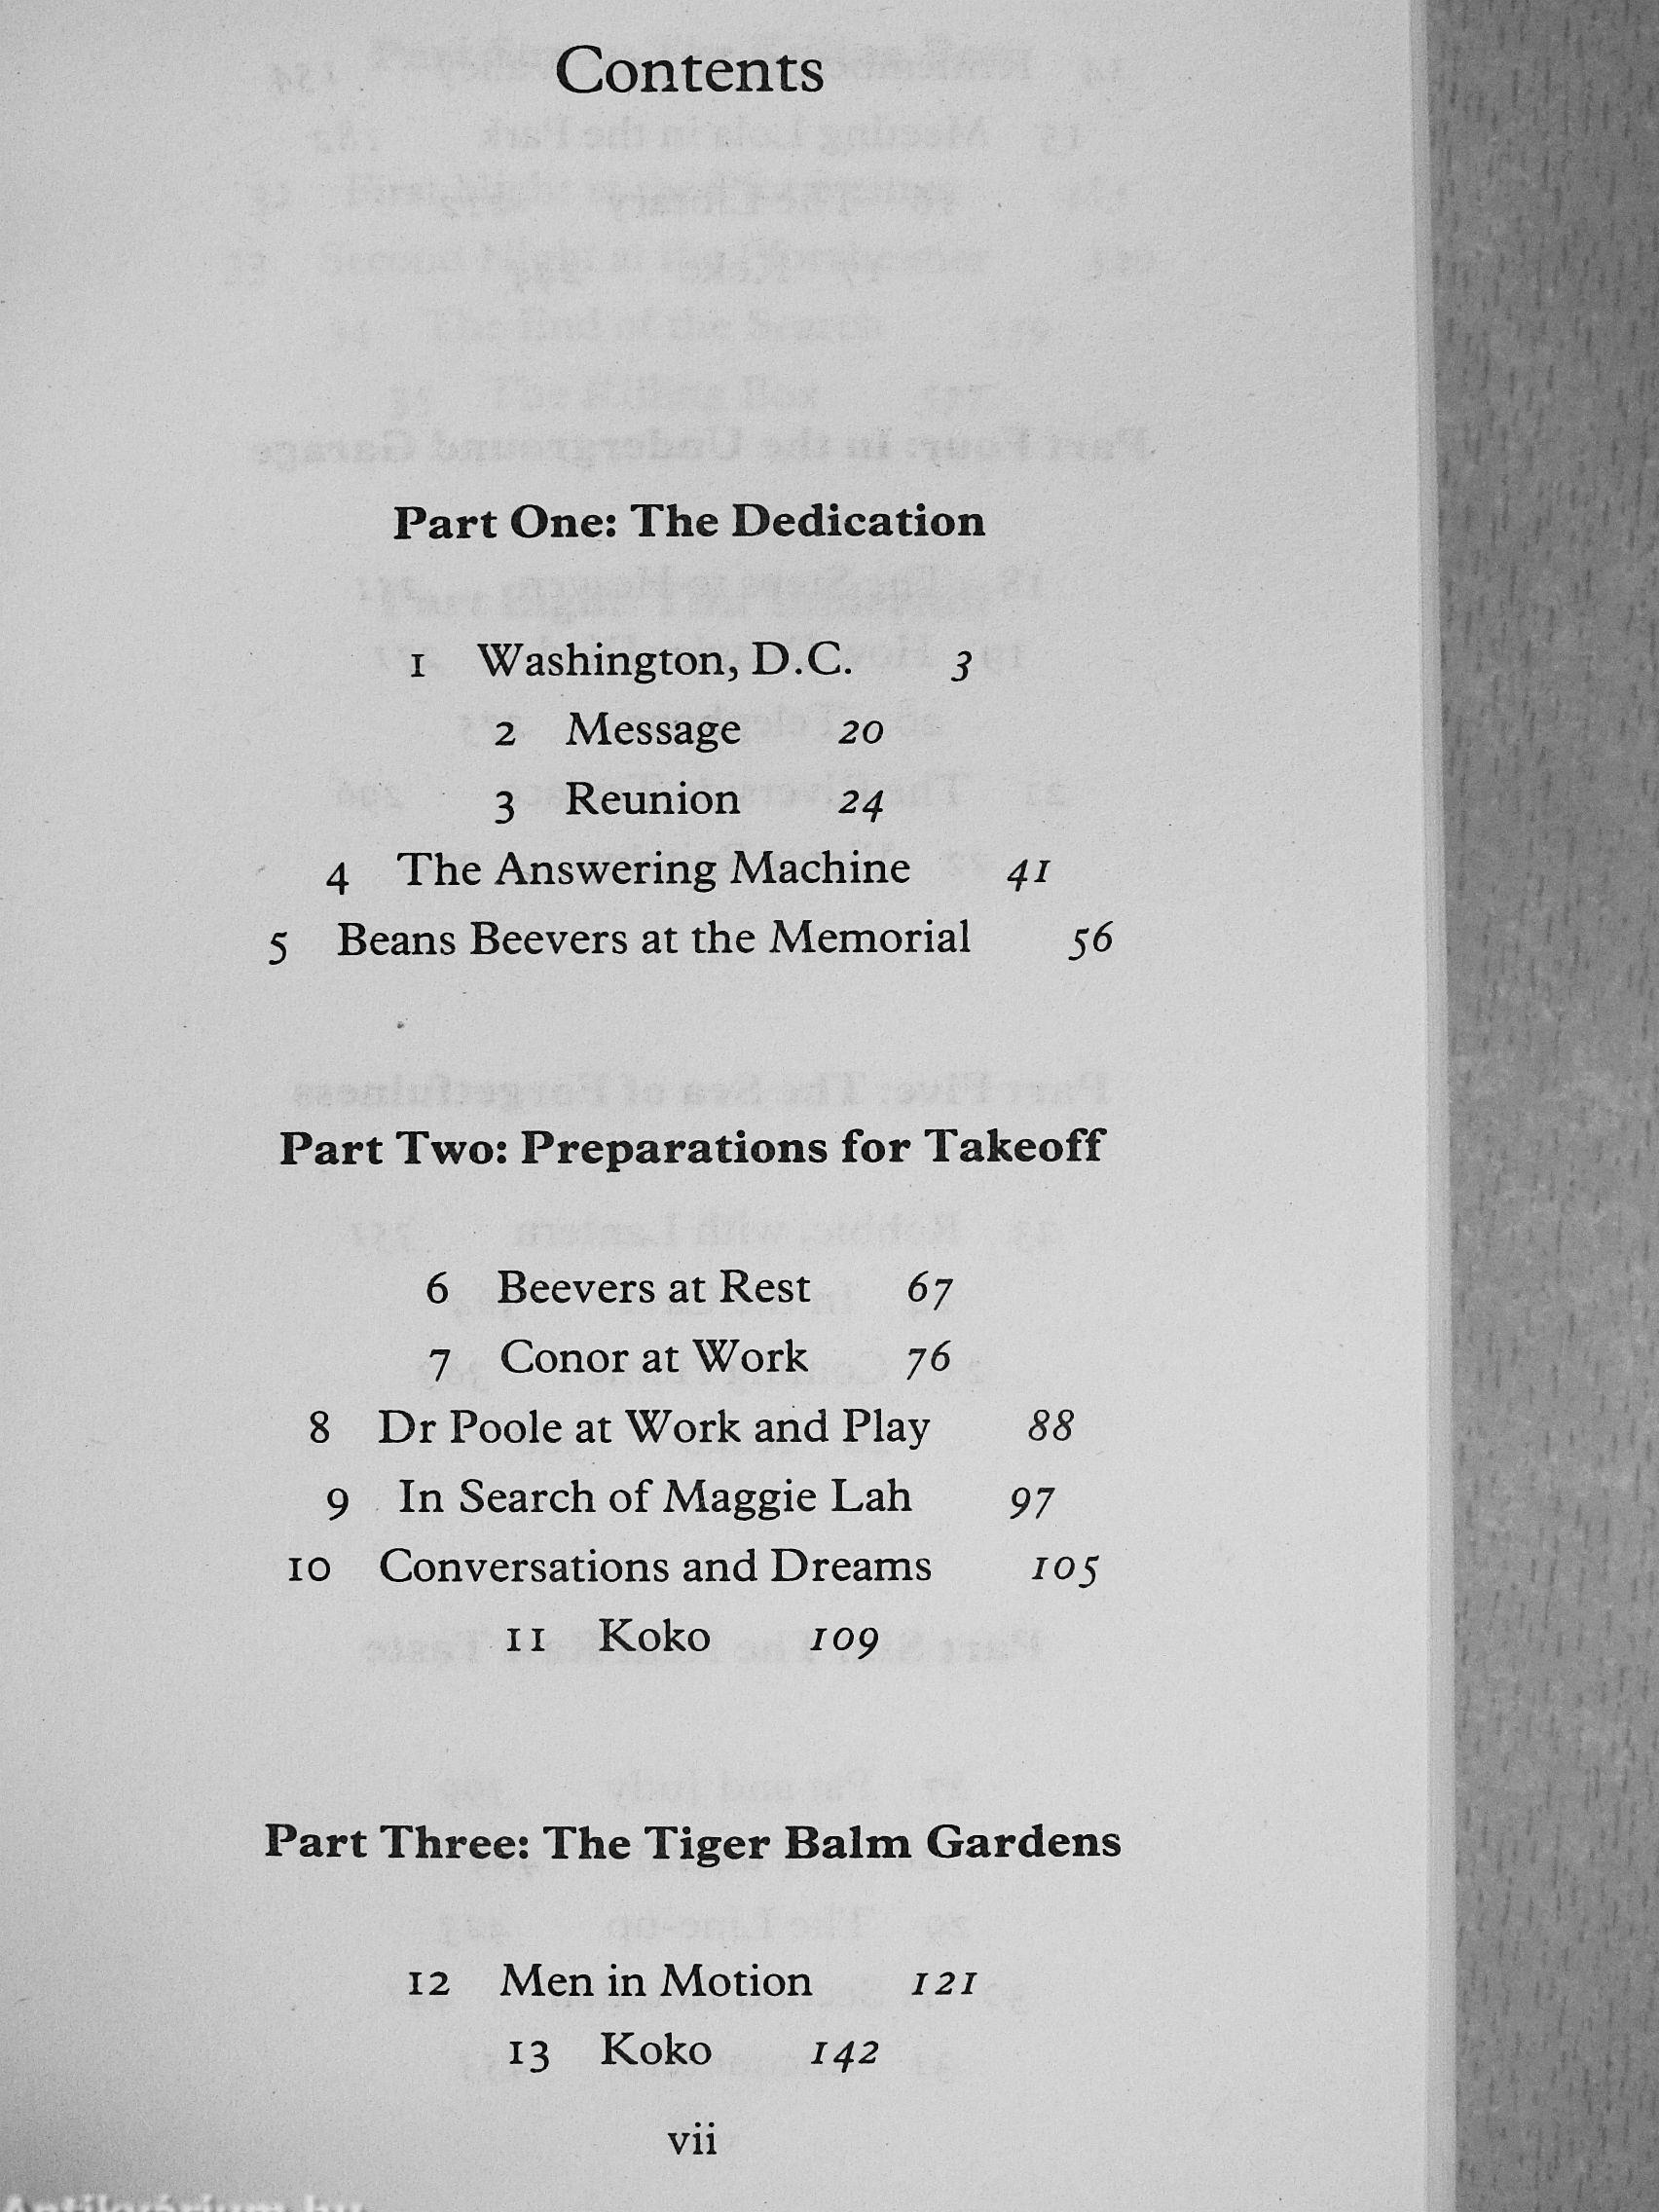 Contents
Part One: The Dedication
1 Washington, D.C. 3
2 Message 20
3 Reunion 24
4 The Answering Machine 41
5 Beans Beevers at the Memorial 56
Part Two: Preparations for Takeoff
6 Beevers at Rest 67
7 Conor at Work 76
8 Dr Poole at Work and Play 88
9 In Search of Maggie Lah 97
10 Conversations and Dreams 105
11 Koko 109
Part Three: The Tiger Balm Gardens
12 Men in Motion 121
13 Koko 142
vii
Antikvárium.hu